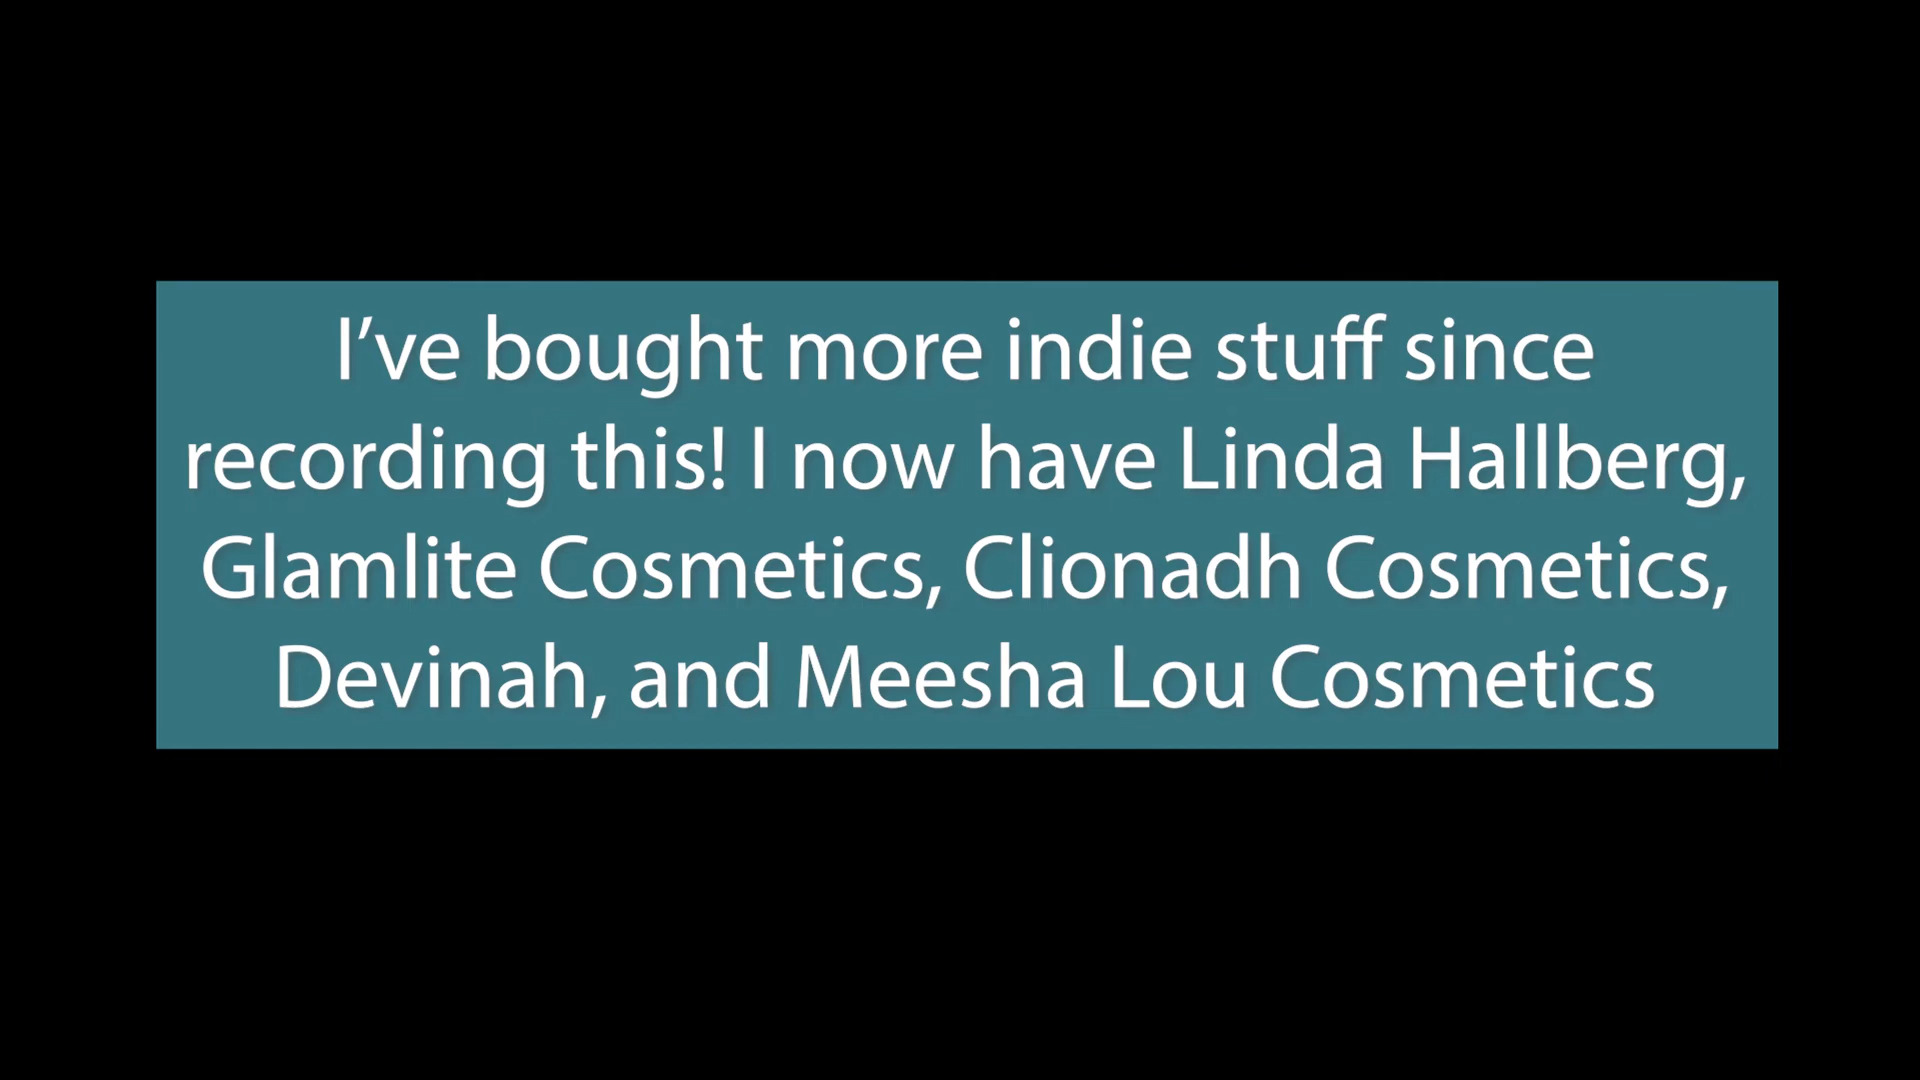 I’ve bought more indie stuff since
recording this! I now have Linda Hallberg,
Glamlite Cosmetics, Clionadh Cosmetics,
Devinah, and Meesha Lou Cosmetics